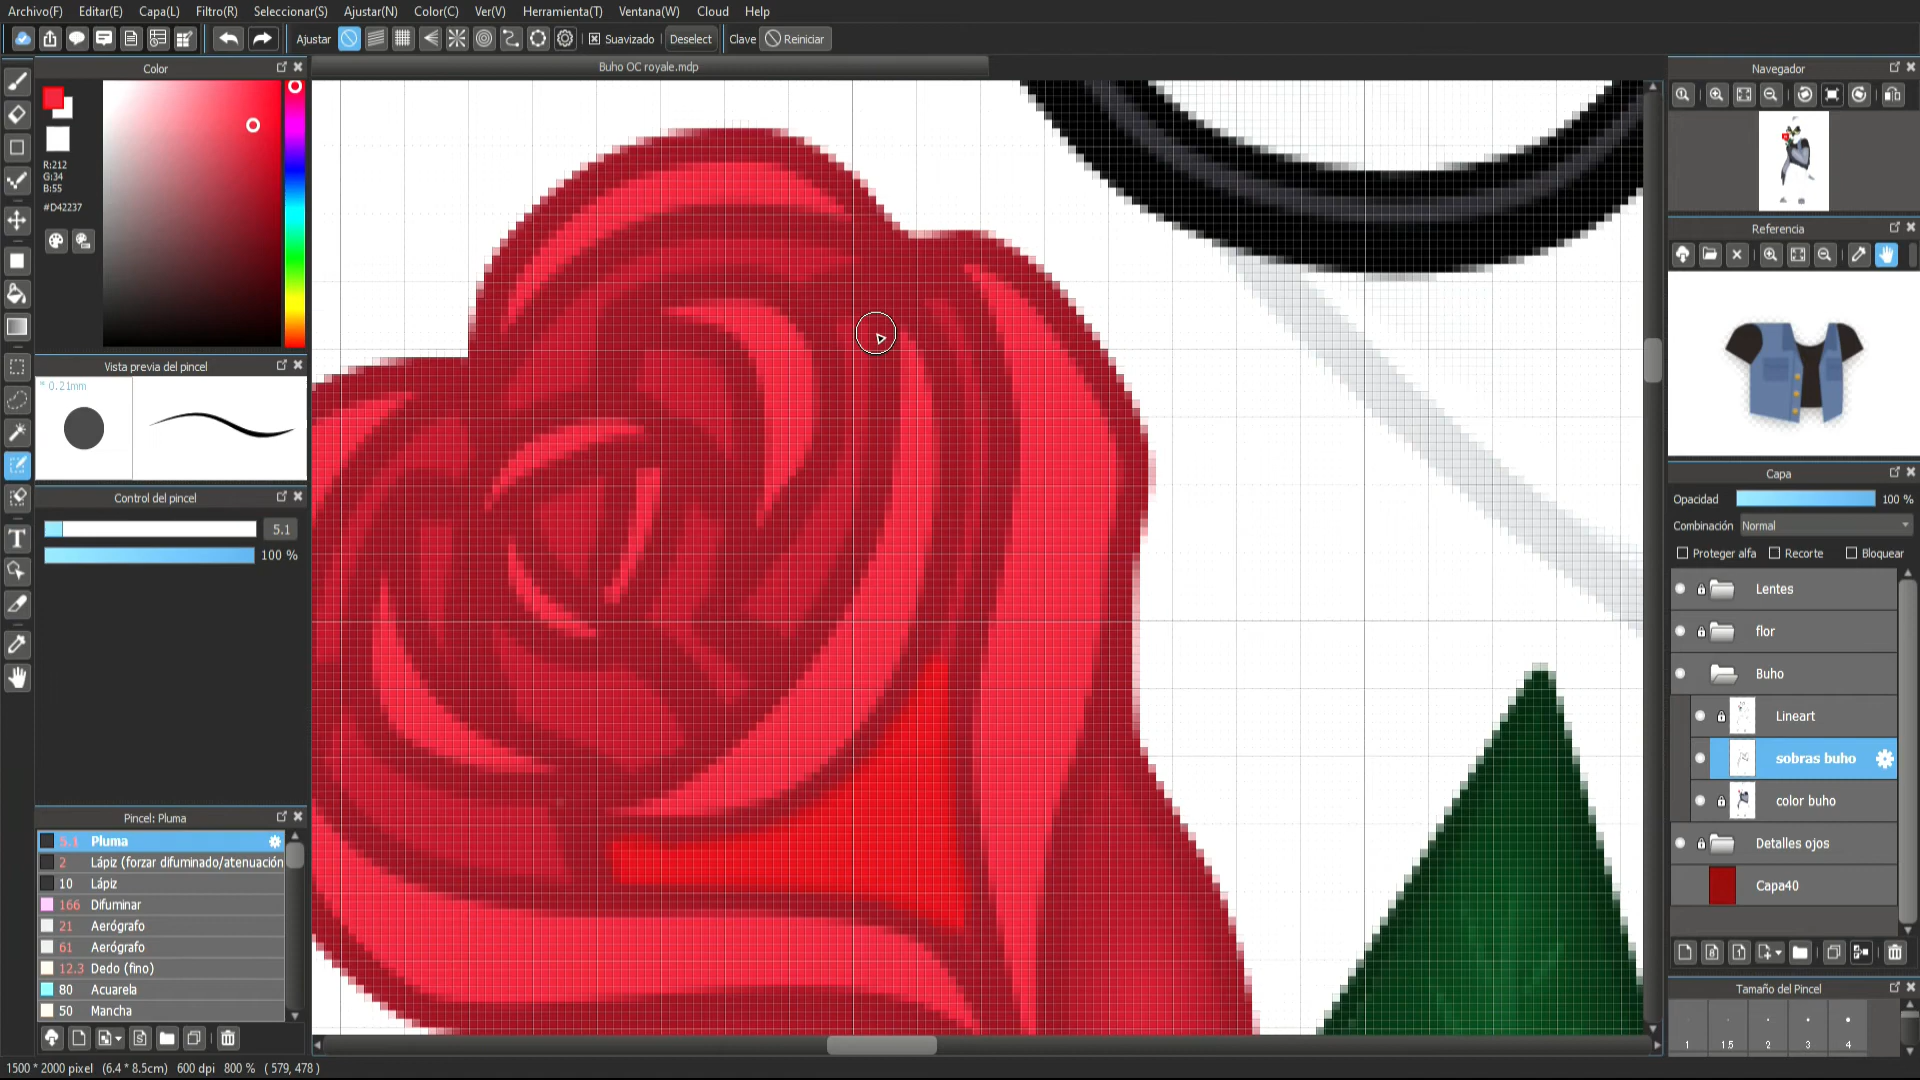 Archivo(F) Editar(E) Capa(L) Filtro(R) Seleccionar(S) Ajustar(N) Color(C) Ver(V) Herramienta(T) Ventana(W) Cloud Help
Ajustar Suavizado Deselect Clave Reiniciar
Color
Buho OC royale.mdp
Navegador
R:212
G:34
B:55
#D42237
Referencia
Vista previa del pincel
* 0.21mm
Control del pincel
5.1
100 %
Capa
Opacidad 100 %
Combinación Normal
Proteger alfa Recorte Bloquear
Lentes
flor
Buho
Lineart
sobras buho
color buho
Detalles ojos
Capa40
Pincel: Pluma
5.1 Pluma
2 Lápiz (forzar difuminado/atenuación
10 Lápiz
166 Difuminar
21 Aerógrafo
61 Aerógrafo
12.3 Dedo (fino)
80 Acuarela
50 Mancha
Tamaño del Pincel
1 1.5 2 3 4
1500 * 2000 pixel (6.4 * 8.5cm) 600 dpi 800 % ( 579, 478 )